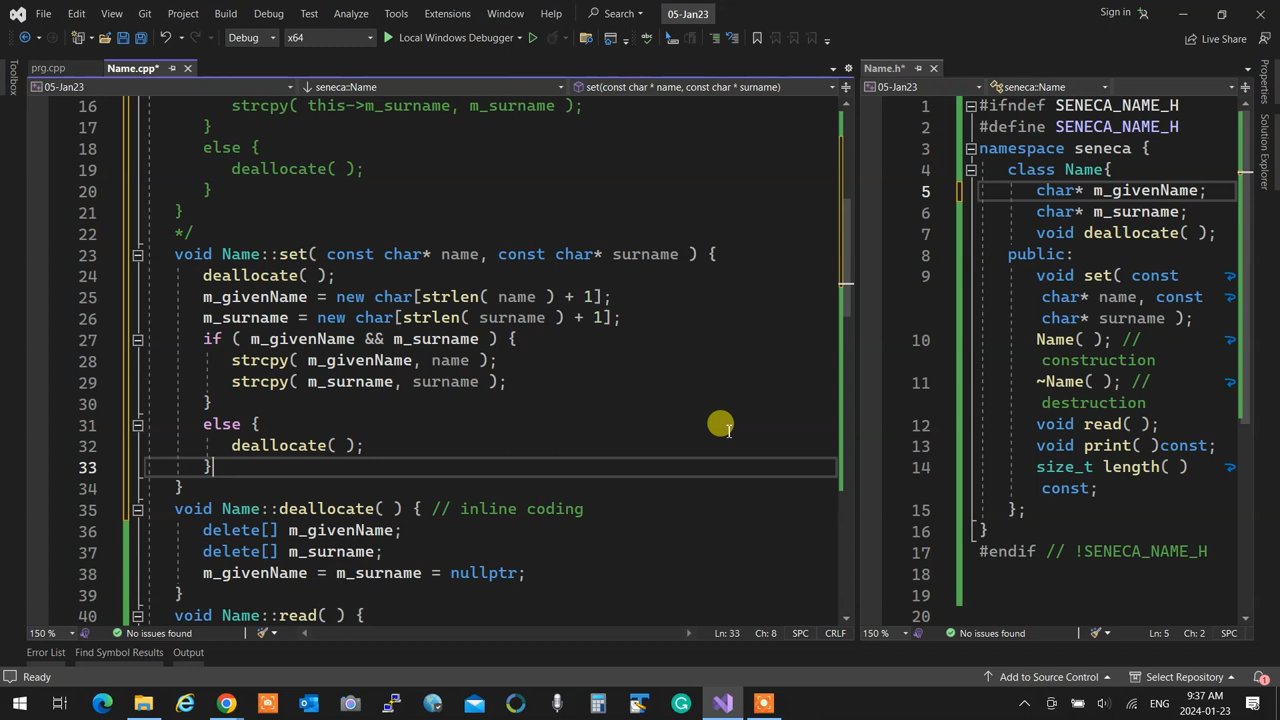 File Edit View Git Project Build Debug Test Analyze Tools Extensions Window Help Search 05-Jan23 Sign in
Debug x64 Local Windows Debugger Live Share
Toolbox
prg.cpp Name.cpp*
05-Jan23 seneca::Name set(const char * name, const char * surname)
16 strcpy( this->m_surname, m_surname );
17 }
18 else {
19 deallocate( );
20 }
21 }
22 */
23 void Name::set( const char* name, const char* surname ) {
24 deallocate( );
25 m_givenName = new char[strlen( name ) + 1];
26 m_surname = new char[strlen( surname ) + 1];
27 if ( m_givenName && m_surname ) {
28 strcpy( m_givenName, name );
29 strcpy( m_surname, surname );
30 }
31 else {
32 deallocate( );
33 }
34 }
35 void Name::deallocate( ) { // inline coding
36 delete[] m_givenName;
37 delete[] m_surname;
38 m_givenName = m_surname = nullptr;
39 }
40 void Name::read( ) {
150 % No issues found Ln: 33 Ch: 8 SPC CRLF
Name.h*
05-Jan23 seneca::Name
1 #ifndef SENECA_NAME_H
2 #define SENECA_NAME_H
3 namespace seneca {
4 class Name{
5 char* m_givenName;
6 char* m_surname;
7 void deallocate( );
8 public:
9 void set( const
char* name, const
char* surname );
10 Name( ); //
construction
11 ~Name( ); //
destruction
12 void read( );
13 void print( )const;
14 size_t length( )
const;
15 };
16 }
17 #endif // !SENECA_NAME_H
18
19
20
150 % No issues found Ln: 5 Ch: 2 SPC
Properties
Solution Explorer
Error List Find Symbol Results Output
Ready Add to Source Control Select Repository 1
ENG 9:37 AM
2024-01-23